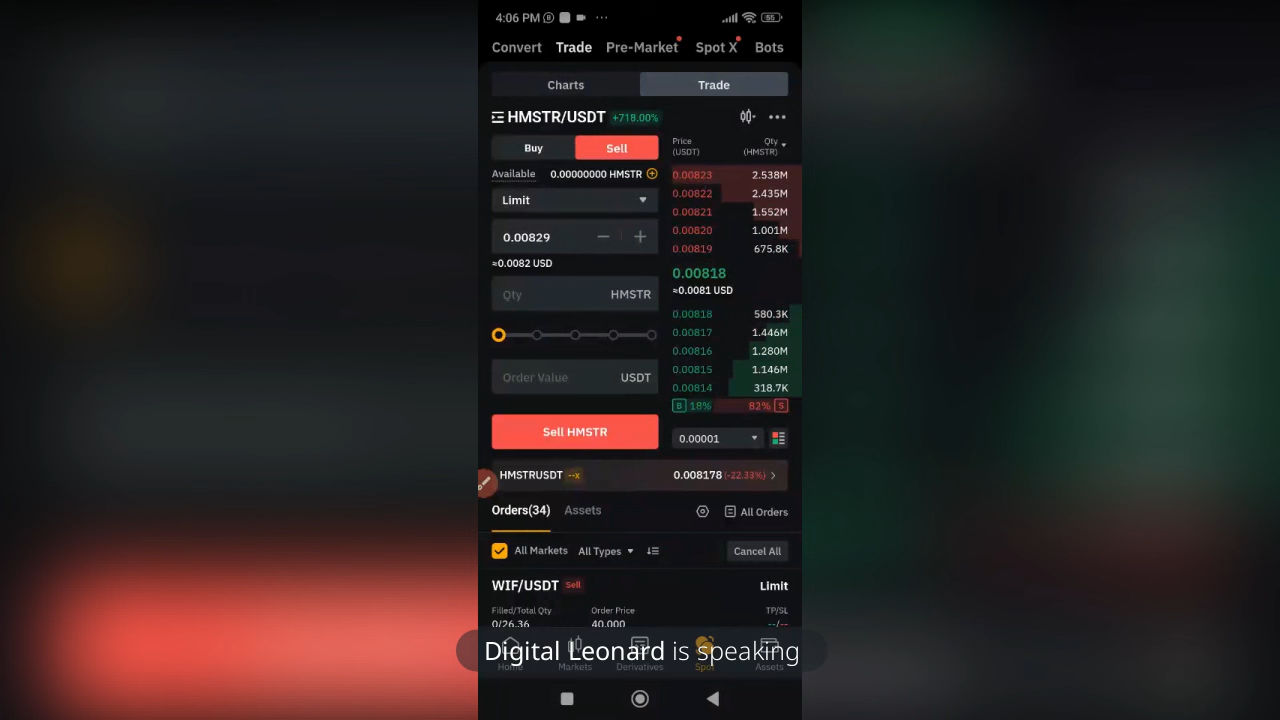 4:06 PM 55
Convert Trade Pre-Market Spot X Bots
Charts Trade
HMSTR/USDT +718.00%
Buy Sell
Available 0.00000000 HMSTR
Limit
0.00829
≈0.0082 USD
Qty HMSTR
Order Value USDT
Sell HMSTR
Price (USDT) Qty (HMSTR)
0.00823 2.538M
0.00822 2.435M
0.00821 1.552M
0.00820 1.001M
0.00819 675.8K
0.00818
≈0.0081 USD
0.00818 580.3K
0.00817 1.446M
0.00816 1.280M
0.00815 1.146M
0.00814 318.7K
B 18% 82% S
0.00001
HMSTRUSDT --x 0.008178 (-22.33%)
Orders(34) Assets All Orders
All Markets All Types Cancel All
WIF/USDT Sell Limit
Filled/Total Qty Order Price TP/SL
0/26.36 40.000 --/--
Digital Leonard is speaking
Home Markets Derivatives Spot Assets